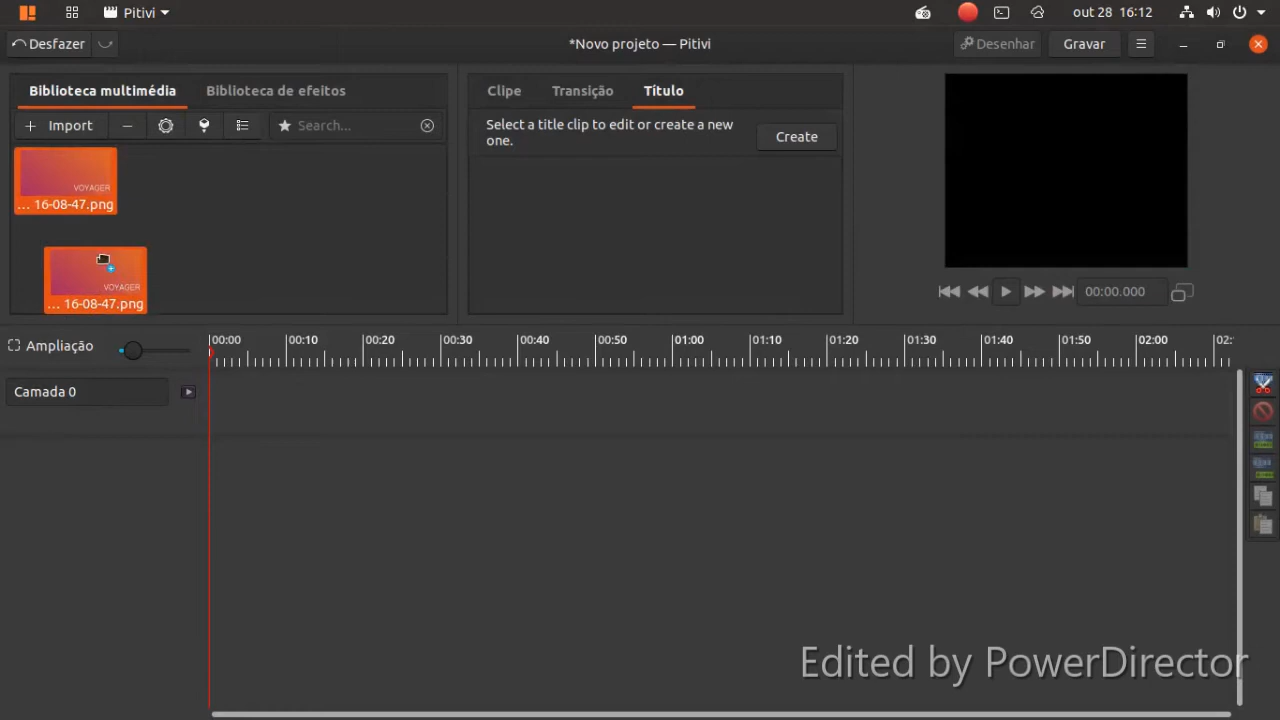 Pitivi
out 28 16:12
Desfazer
*Novo projeto — Pitivi
Desenhar
Gravar
Biblioteca multimédia
Biblioteca de efeitos
Clipe
Transição
Título
Import
Search...
Select a title clip to edit or create a new
one.
Create
VOYAGER
... 16-08-47.png
VOYAGER
... 16-08-47.png
00:00.000
Ampliação
00:00
00:10
00:20
00:30
00:40
00:50
01:00
01:10
01:20
01:30
01:40
01:50
02:00
02:
Camada 0
Edited by PowerDirector